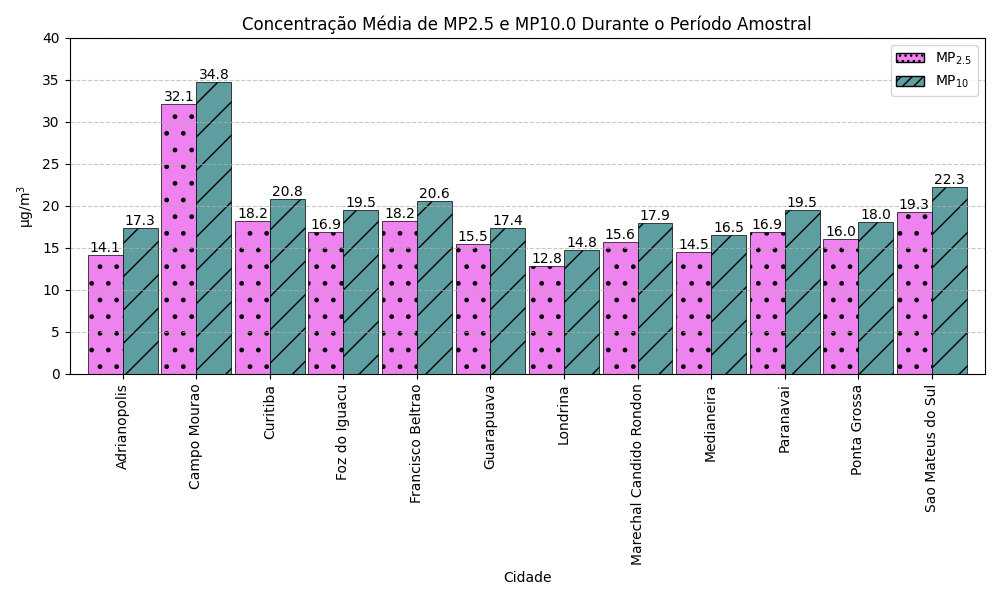 Concentração Média de MP2.5 e MP10.0 Durante o Período Amostral
µg/m³
40
35
30
25
20
15
10
5
0
MP₂.₅
MP₁₀
14.1 17.3 32.1 34.8 18.2 20.8 16.9 19.5 18.2 20.6 15.5 17.4 12.8 14.8 15.6 17.9 14.5 16.5 16.9 19.5 16.0 18.0 19.3 22.3
Adrianopolis
Campo Mourao
Curitiba
Foz do Iguacu
Francisco Beltrao
Guarapuava
Londrina
Marechal Candido Rondon
Medianeira
Paranavai
Ponta Grossa
Sao Mateus do Sul
Cidade